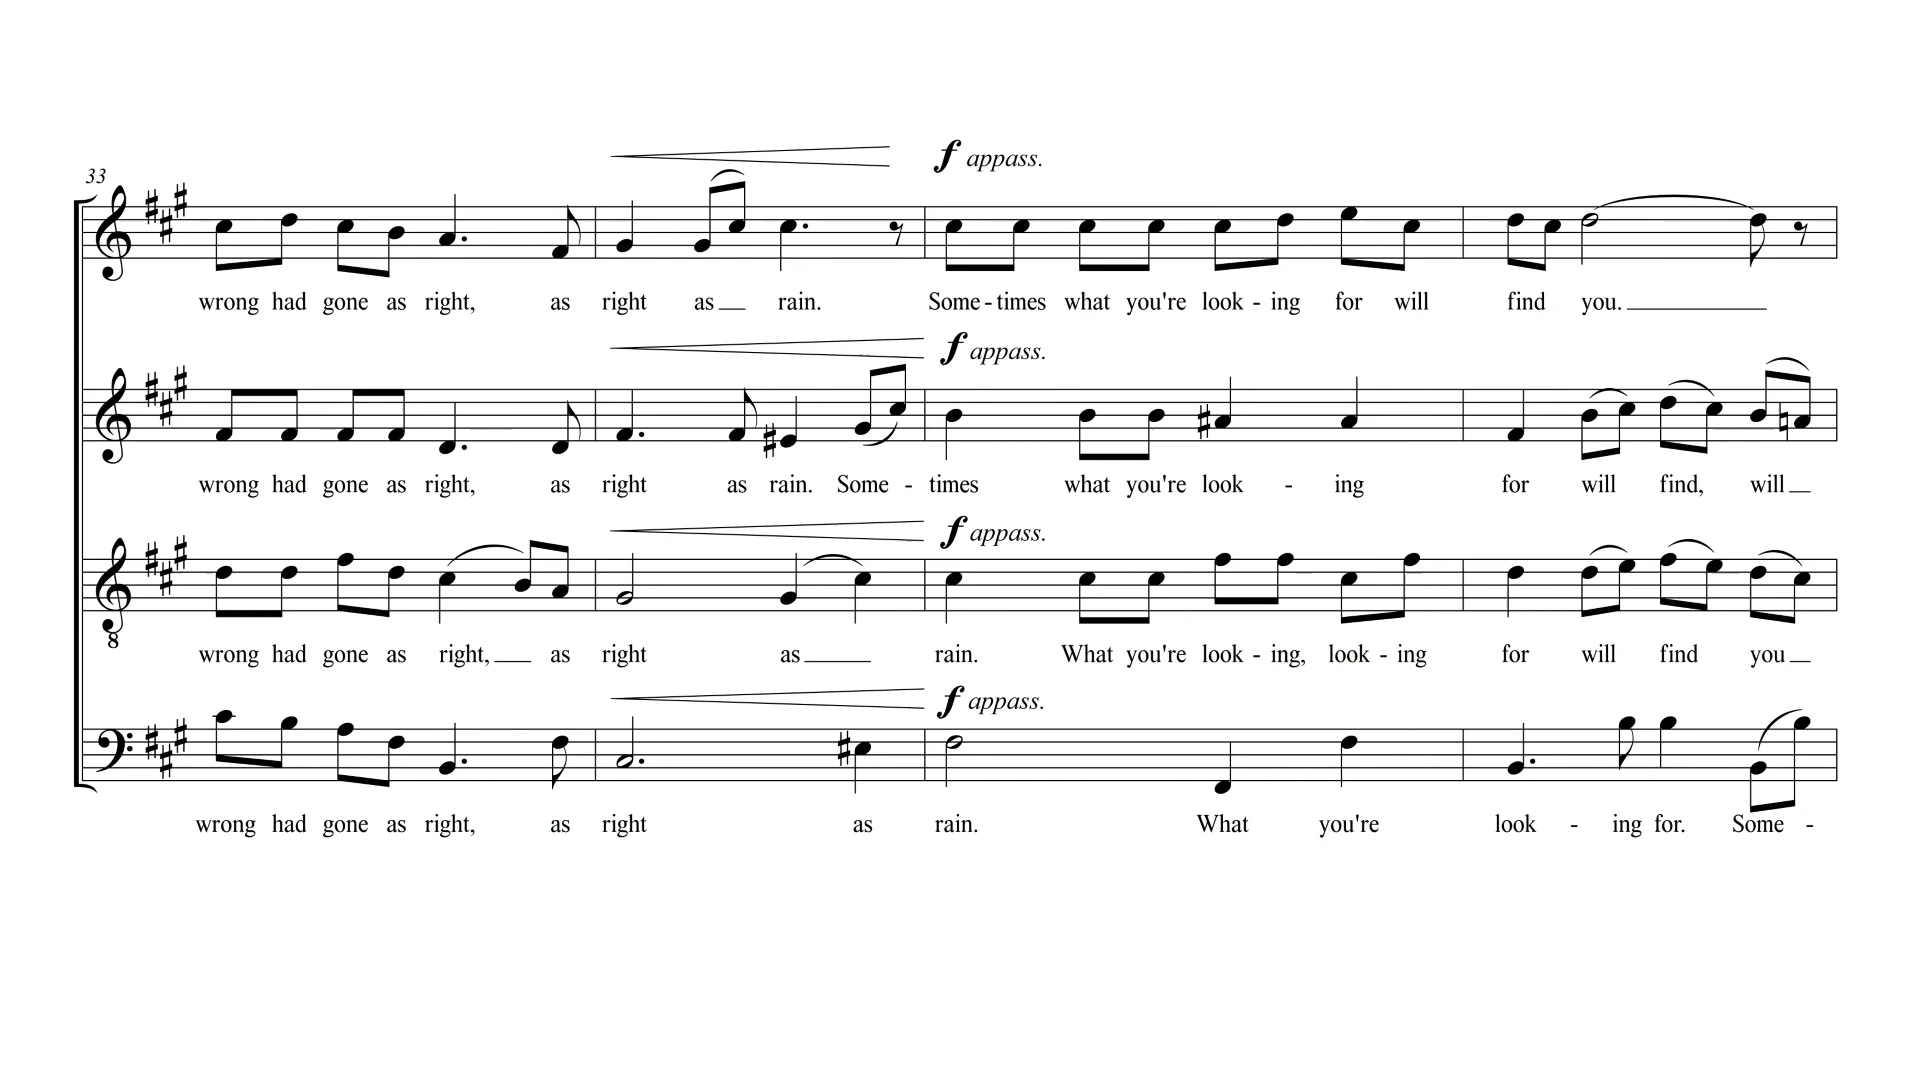 33
f appass.
wrong had gone as right, as right as rain. Some - times what you're look - ing for will find you.
f appass.
wrong had gone as right, as right as rain. Some - times what you're look - ing for will find, will
f appass.
8
wrong had gone as right, as right as rain. What you're look - ing, look - ing for will find you
f appass.
wrong had gone as right, as right as rain. What you're look - ing for. Some -